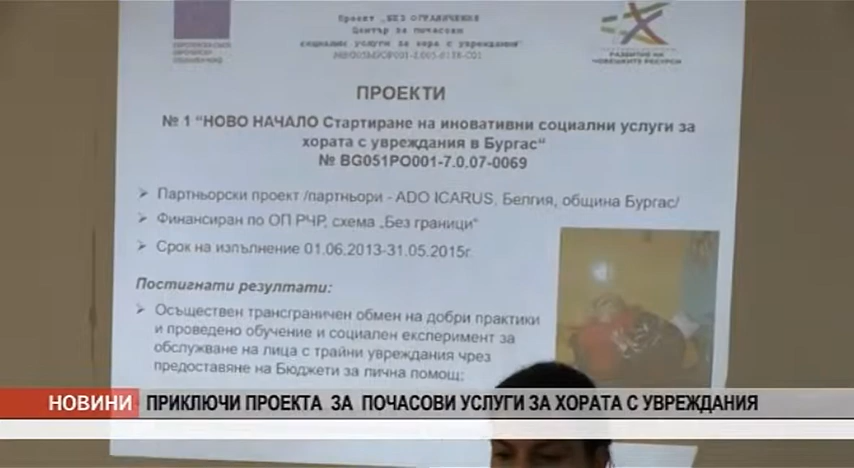 Проект „БЕЗ ОГРАНИЧЕНИЯ
Център за почасови
социални услуги за хора с увреждания"
РАЗВИТИЕ НА
ЧОВЕШКИТЕ РЕСУРСИ
ПРОЕКТИ
№ 1 “НОВО НАЧАЛО Стартиране на иновативни социални услуги за
хората с увреждания в Бургас“
№ BG051PO001-7.0.07-0069
➢ Партньорски проект /партньори - ADO ICARUS, Белгия, община Бургас/
➢ Финансиран по ОП РЧР, схема „Без граници“
➢ Срок на изпълнение 01.06.2013-31.05.2015г.
Постигнати резултати:
➢ Осъществен трансграничен обмен на добри практики
и проведено обучение и социален експеримент за
обслужване на лица с трайни увреждания чрез
предоставяне на Бюджети за лична помощ;
НОВИНИ ПРИКЛЮЧИ ПРОЕКТА ЗА ПОЧАСОВИ УСЛУГИ ЗА ХОРАТА С УВРЕЖДАНИЯ